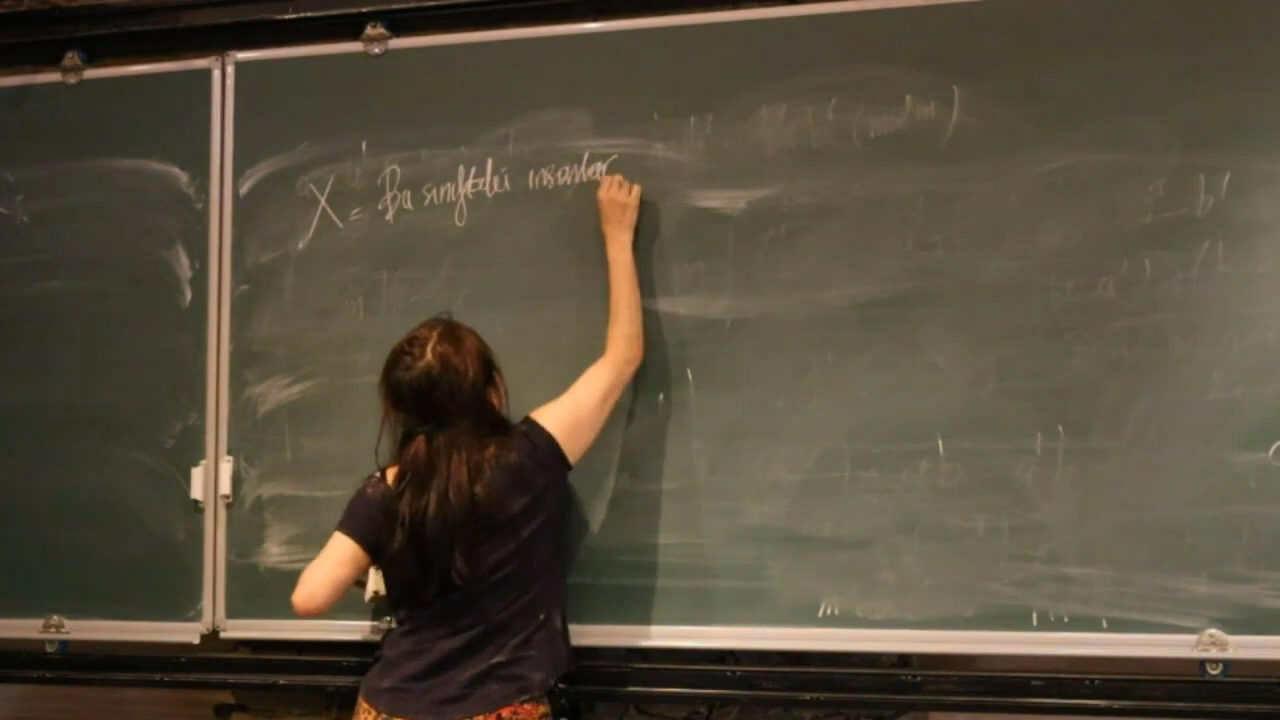 X = Bu sınıftaki insanlar